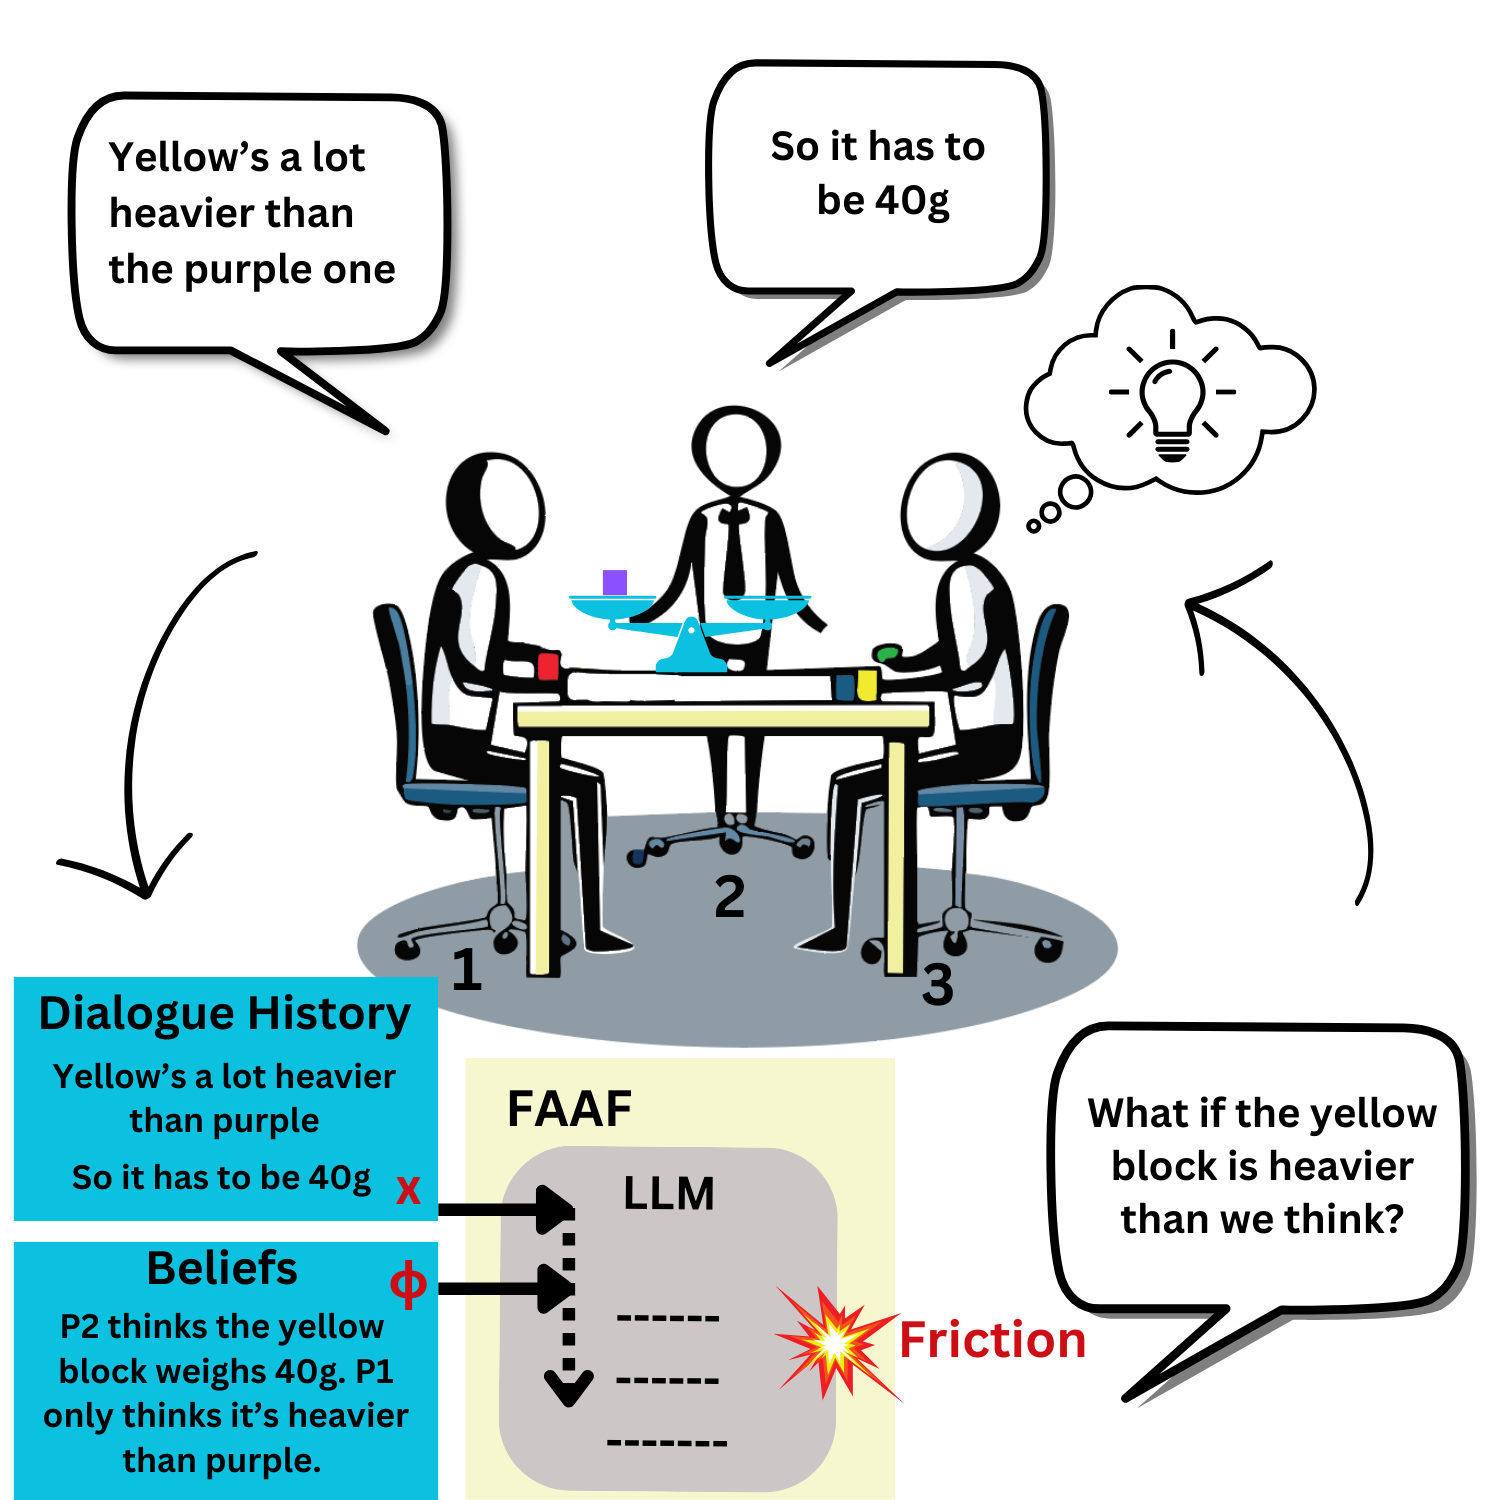 Yellow’s a lot
heavier than
the purple one
So it has to
be 40g
1
2
3
Dialogue History
Yellow’s a lot heavier
than purple
So it has to be 40g x
Beliefs
ϕ
P2 thinks the yellow
block weighs 40g. P1
only thinks it’s heavier
than purple.
FAAF
LLM
------
------
-------
Friction
What if the yellow
block is heavier
than we think?